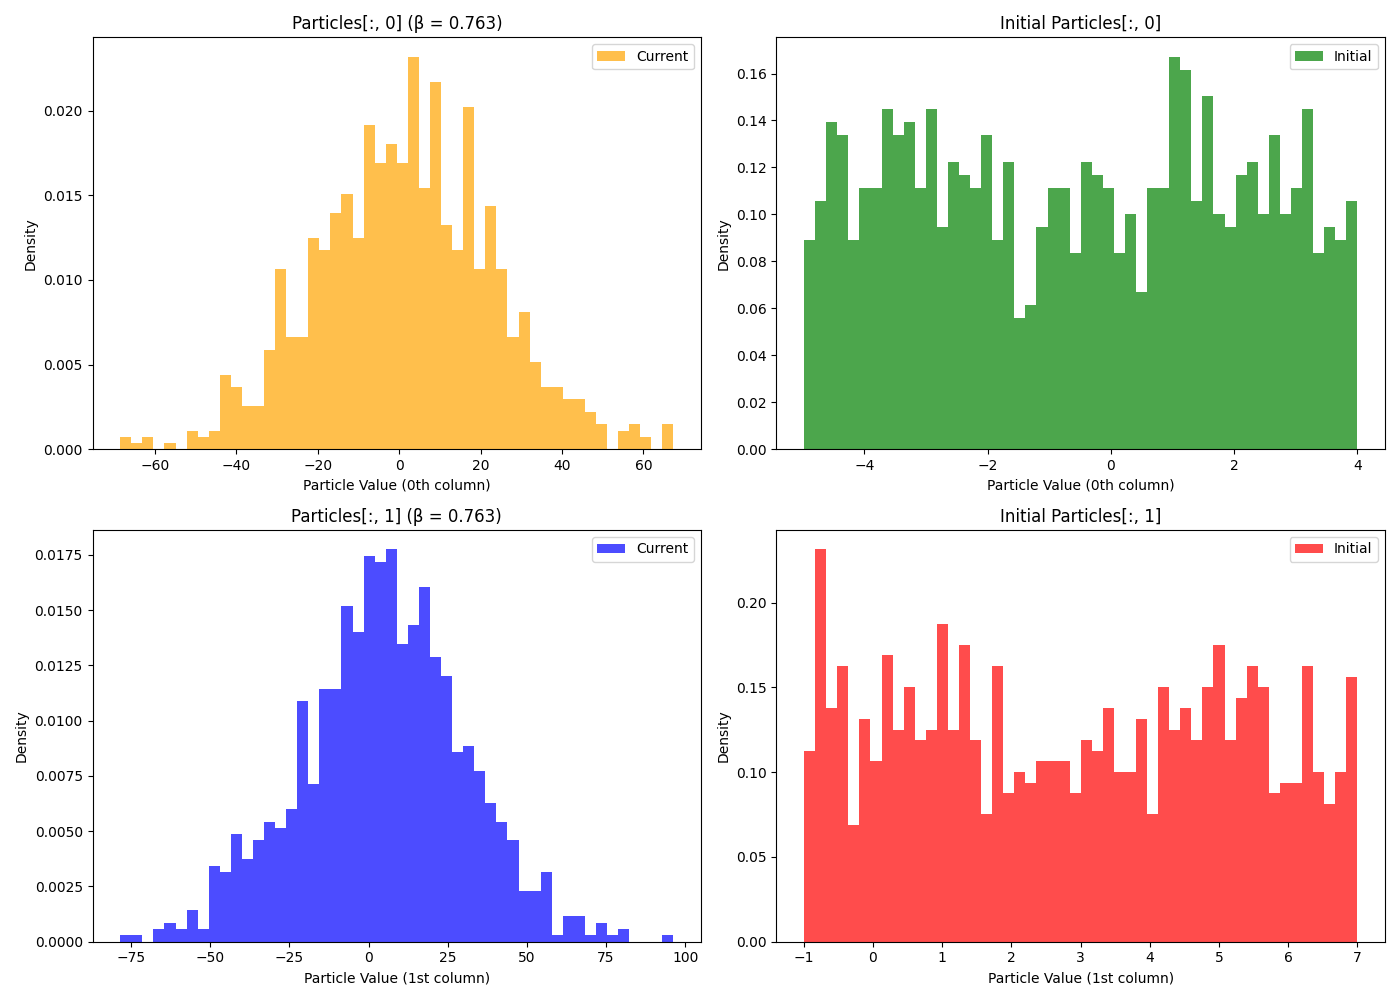 Particles[:, 0] (β = 0.763)
Current
Density
0.020
0.015
0.010
0.005
0.000
−60 −40 −20 0 20 40 60
Particle Value (0th column)
Initial Particles[:, 0]
Initial
Density
0.16
0.14
0.12
0.10
0.08
0.06
0.04
0.02
0.00
−4 −2 0 2 4
Particle Value (0th column)
Particles[:, 1] (β = 0.763)
Current
Density
0.0175
0.0150
0.0125
0.0100
0.0075
0.0050
0.0025
0.0000
−75 −50 −25 0 25 50 75 100
Particle Value (1st column)
Initial Particles[:, 1]
Initial
Density
0.20
0.15
0.10
0.05
0.00
−1 0 1 2 3 4 5 6 7
Particle Value (1st column)